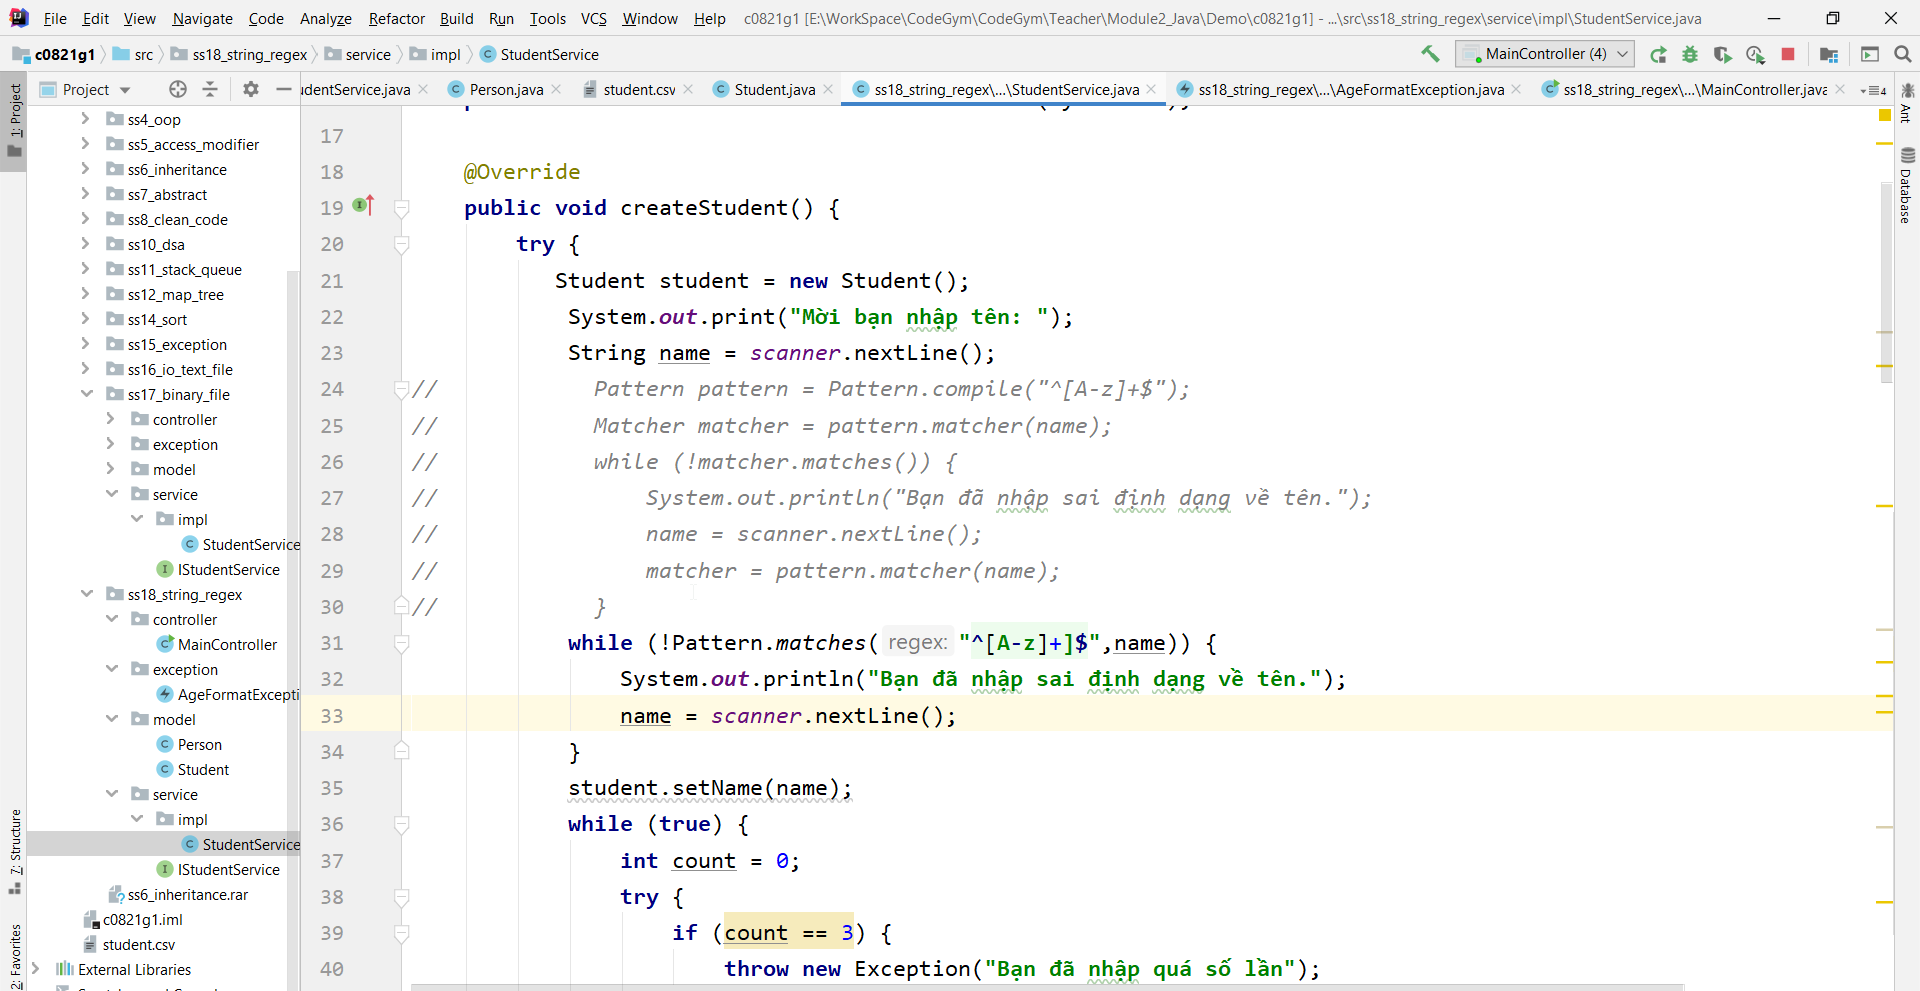 File Edit View Navigate Code Analyze Refactor Build Run Tools VCS Window Help c0821g1 [E:\WorkSpace\CodeGym\CodeGym\Teacher\Module2_Java\Demo\c0821g1] - ...\src\ss18_string_regex\service\impl\StudentService.java
c0821g1 src ss18_string_regex service impl StudentService MainController (4)
Project udentService.java Person.java student.csv Student.java ss18_string_regex\...\StudentService.java ss18_string_regex\...\AgeFormatException.java ss18_string_regex\...\MainController.java 4
1: Project
7: Structure
2: Favorites
Ant
Database
ss4_oop
ss5_access_modifier
ss6_inheritance
ss7_abstract
ss8_clean_code
ss10_dsa
ss11_stack_queue
ss12_map_tree
ss14_sort
ss15_exception
ss16_io_text_file
ss17_binary_file
controller
exception
model
service
impl
StudentService
IStudentService
ss18_string_regex
controller
MainController
exception
AgeFormatExcepti
model
Person
Student
service
impl
StudentService
IStudentService
ss6_inheritance.rar
c0821g1.iml
student.csv
External Libraries
17
18 @Override
19 public void createStudent() {
20 try {
21 Student student = new Student();
22 System.out.print("Mời bạn nhập tên: ");
23 String name = scanner.nextLine();
24 // Pattern pattern = Pattern.compile("^[A-z]+$");
25 // Matcher matcher = pattern.matcher(name);
26 // while (!matcher.matches()) {
27 // System.out.println("Bạn đã nhập sai định dạng về tên.");
28 // name = scanner.nextLine();
29 // matcher = pattern.matcher(name);
30 // }
31 while (!Pattern.matches( regex: "^[A-z]+]$",name)) {
32 System.out.println("Bạn đã nhập sai định dạng về tên.");
33 name = scanner.nextLine();
34 }
35 student.setName(name);
36 while (true) {
37 int count = 0;
38 try {
39 if (count == 3) {
40 throw new Exception("Bạn đã nhập quá số lần");